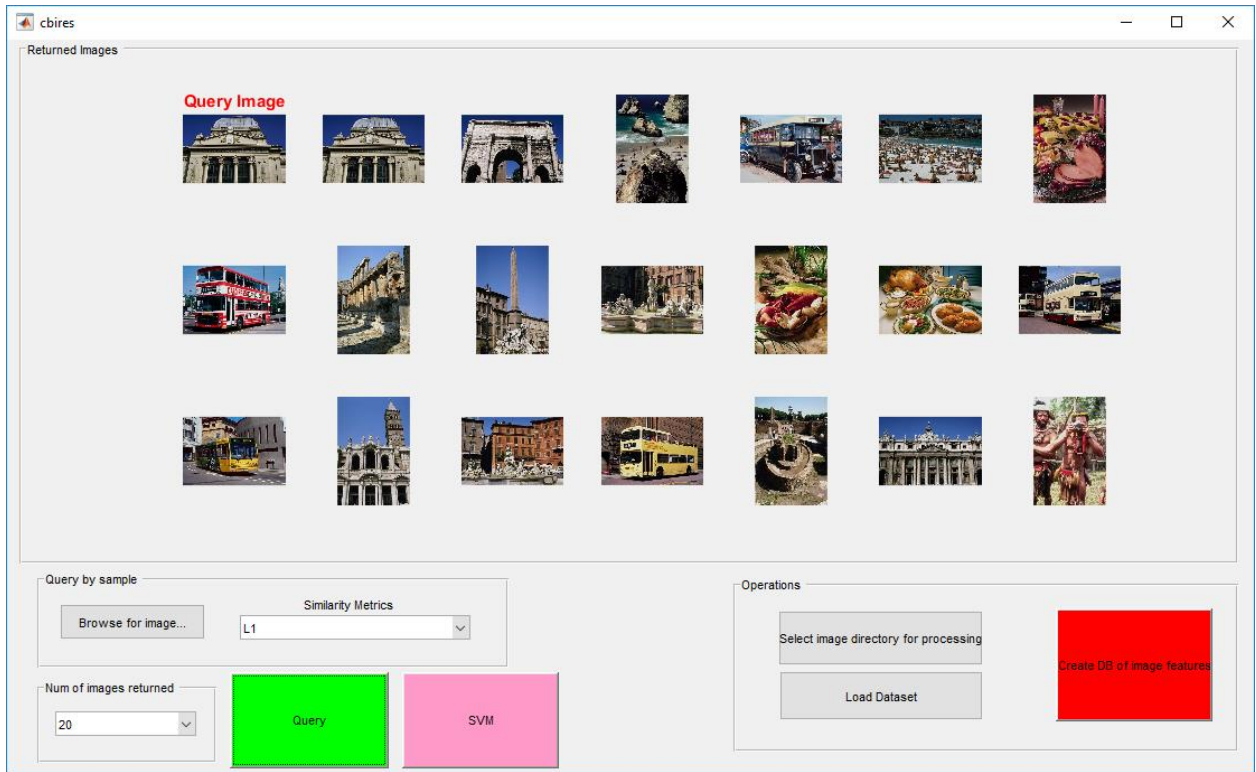 cbires
Returned Images
Query Image
Query by sample
Browse for image...
Similarity Metrics
L1
Num of images returned
20
Query
SVM
Operations
Select image directory for processing
Load Dataset
Create DB of image features